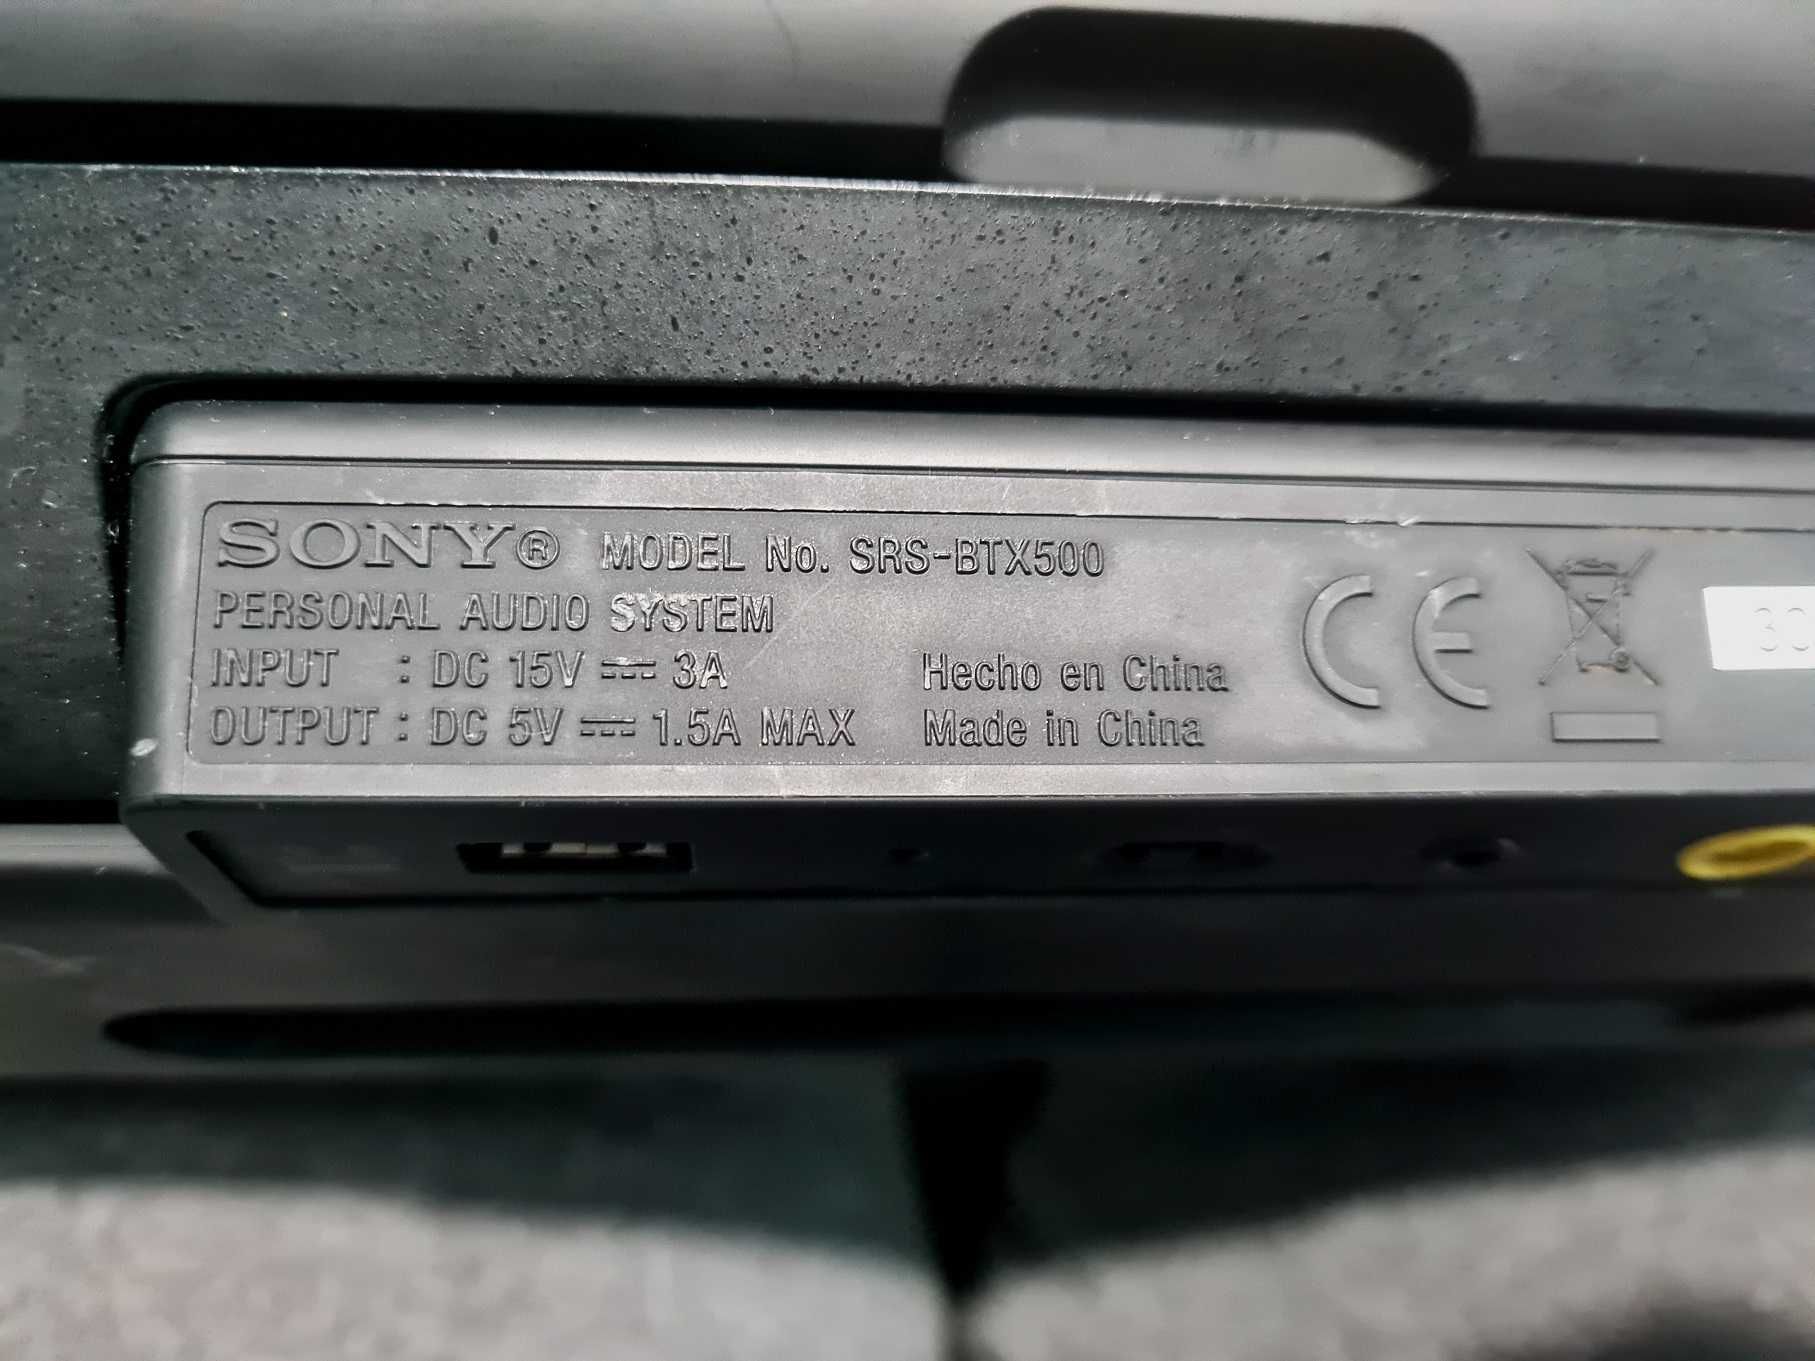 SONY® MODEL No. SRS-BTX500
PERSONAL AUDIO SYSTEM
INPUT : DC 15V ⎓ 3A
OUTPUT : DC 5V ⎓ 1.5A MAX
Hecho en China
Made in China
CE